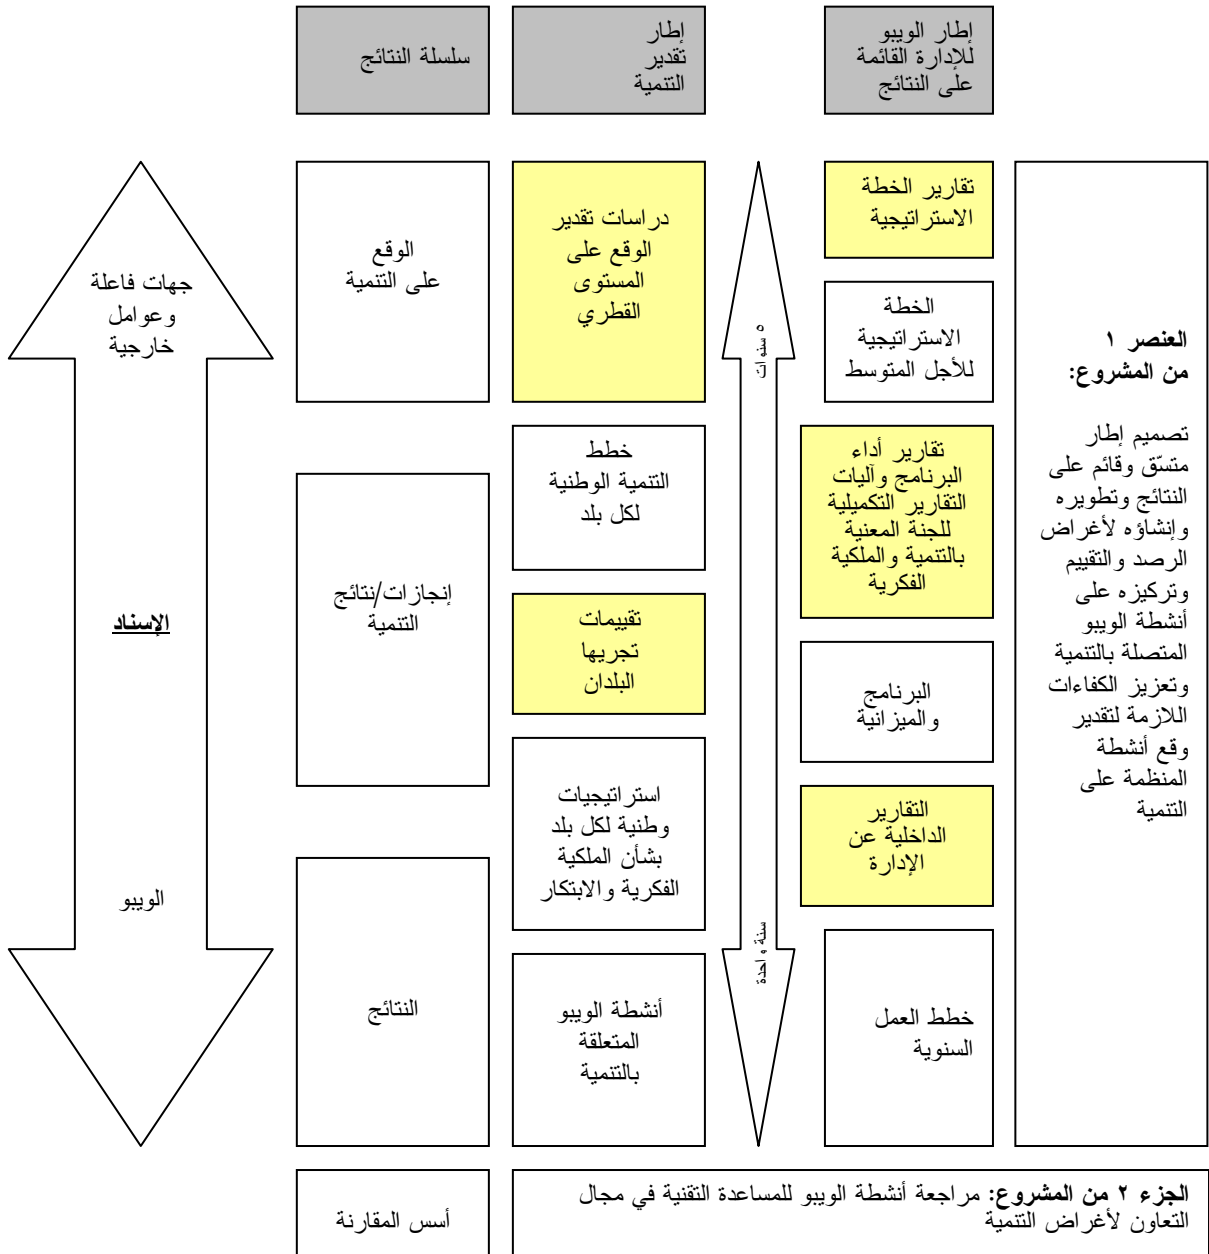 إطار الويبو
للإدارة القائمة
على النتائج
إطار
تقدير
التنمية
سلسلة النتائج
العنصر ١
من المشروع:
تصميم إطار
متسّق وقائم على
النتائج وتطويره
وإنشاؤه لأغراض
الرصد والتقييم
وتركيزه على
أنشطة الويبو
المتصلة بالتنمية
وتعزيز الكفاءات
اللازمة لتقدير
وقع أنشطة
المنظمة على
التنمية
تقارير الخطة
الاستراتيجية
الخطة
الاستراتيجية
للأجل المتوسط
تقارير أداء
البرنامج وآليات
التقارير التكميلية
للجنة المعنية
بالتنمية والملكية
الفكرية
البرنامج
والميزانية
التقارير
الداخلية عن
الإدارة
خطط العمل
السنوية
٥ سنوات
سنة واحدة
دراسات تقدير
الوقع على
المستوى
القطري
خطط
التنمية الوطنية
لكل بلد
تقييمات
تجريها
البلدان
استراتيجيات
وطنية لكل بلد
بشأن الملكية
الفكرية والابتكار
أنشطة الويبو
المتعلقة
بالتنمية
الوقع
على التنمية
إنجازات/نتائج
التنمية
النتائج
جهات فاعلة
وعوامل
خارجية
الإسناد
الويبو
الجزء ٢ من المشروع: مراجعة أنشطة الويبو للمساعدة التقنية في مجال
التعاون لأغراض التنمية
أسس المقارنة